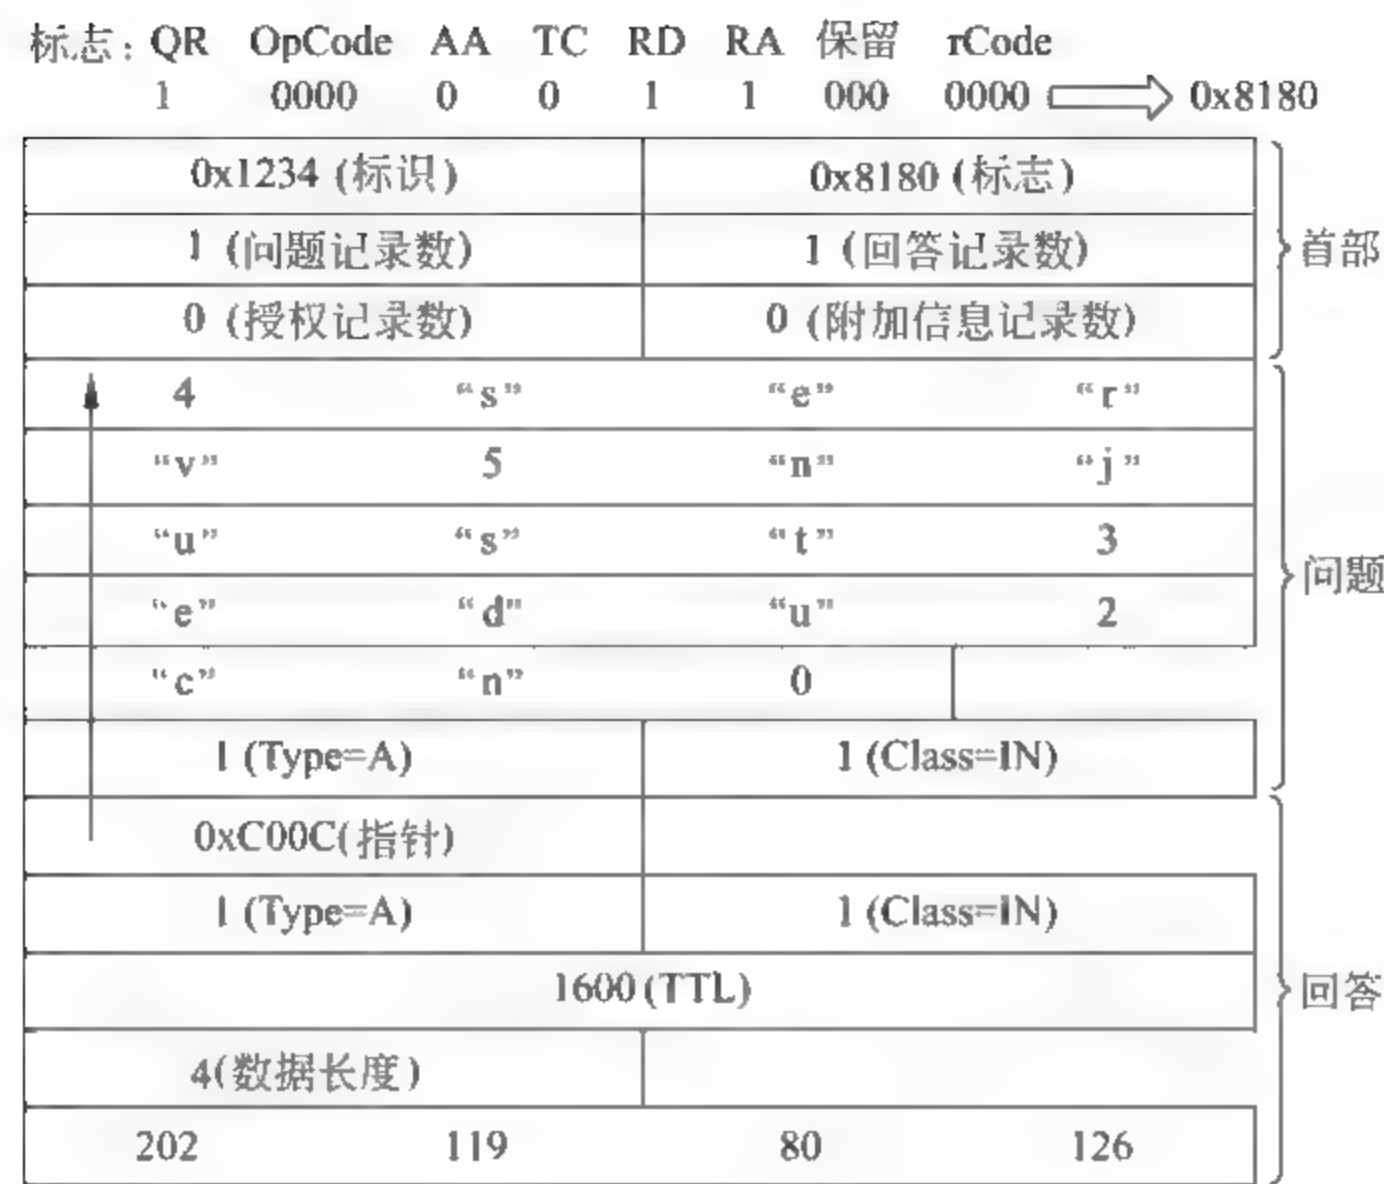 标志: QR OpCode AA TC RD RA 保留 rCode
1 0000 0 0 1 1 000 0000 0x8180
0x1234 (标识) 0x8180 (标志)
1 (问题记录数) 1 (回答记录数)
首部
0 (授权记录数) 0 (附加信息记录数)
4 “s” “e” “r”
“v” 5 “n” “j”
“u” “s” “t” 3
问题
“e” “d” “u” 2
“c” “n” 0
1 (Type=A) 1 (Class=IN)
0xC00C(指针)
1 (Type=A) 1 (Class=IN)
1600 (TTL)
回答
4(数据长度)
202 119 80 126